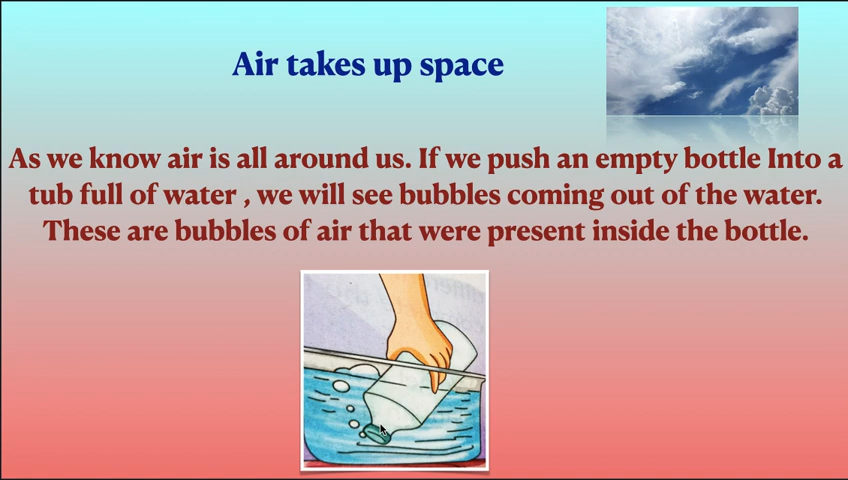 Air takes up space
As we know air is all around us. If we push an empty bottle Into a
tub full of water , we will see bubbles coming out of the water.
These are bubbles of air that were present inside the bottle.